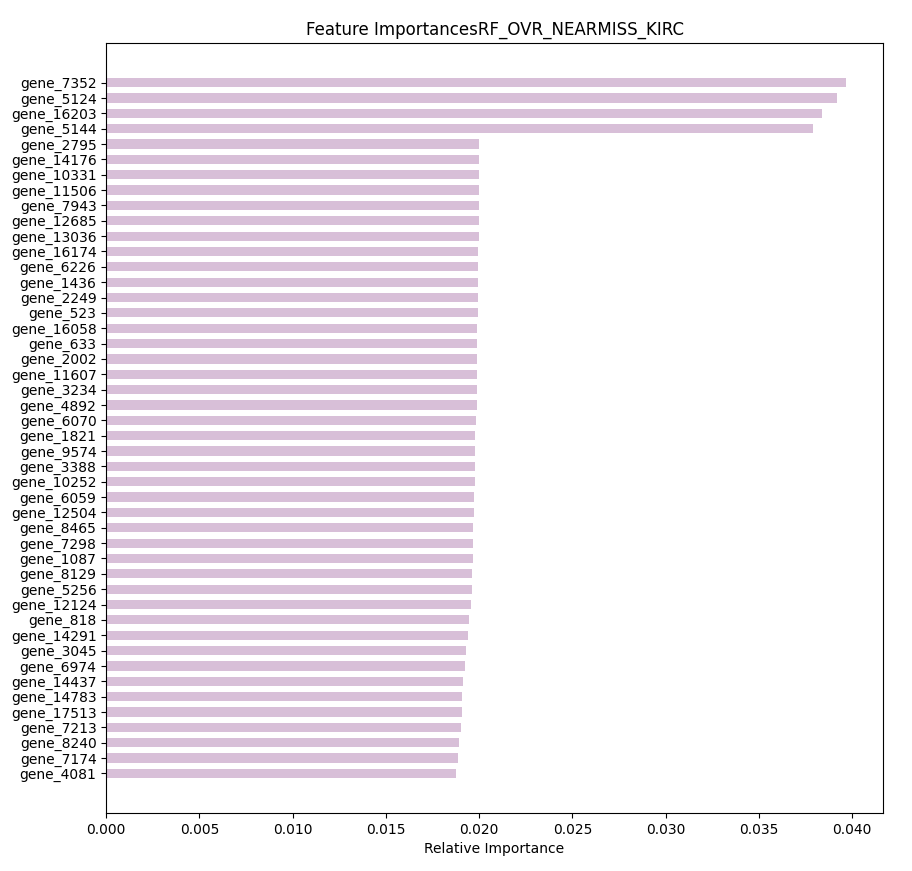 Feature ImportancesRF_OVR_NEARMISS_KIRC
gene_7352
gene_5124
gene_16203
gene_5144
gene_2795
gene_14176
gene_10331
gene_11506
gene_7943
gene_12685
gene_13036
gene_16174
gene_6226
gene_1436
gene_2249
gene_523
gene_16058
gene_633
gene_2002
gene_11607
gene_3234
gene_4892
gene_6070
gene_1821
gene_9574
gene_3388
gene_10252
gene_6059
gene_12504
gene_8465
gene_7298
gene_1087
gene_8129
gene_5256
gene_12124
gene_818
gene_14291
gene_3045
gene_6974
gene_14437
gene_14783
gene_17513
gene_7213
gene_8240
gene_7174
gene_4081
0.000 0.005 0.010 0.015 0.020 0.025 0.030 0.035 0.040
Relative Importance